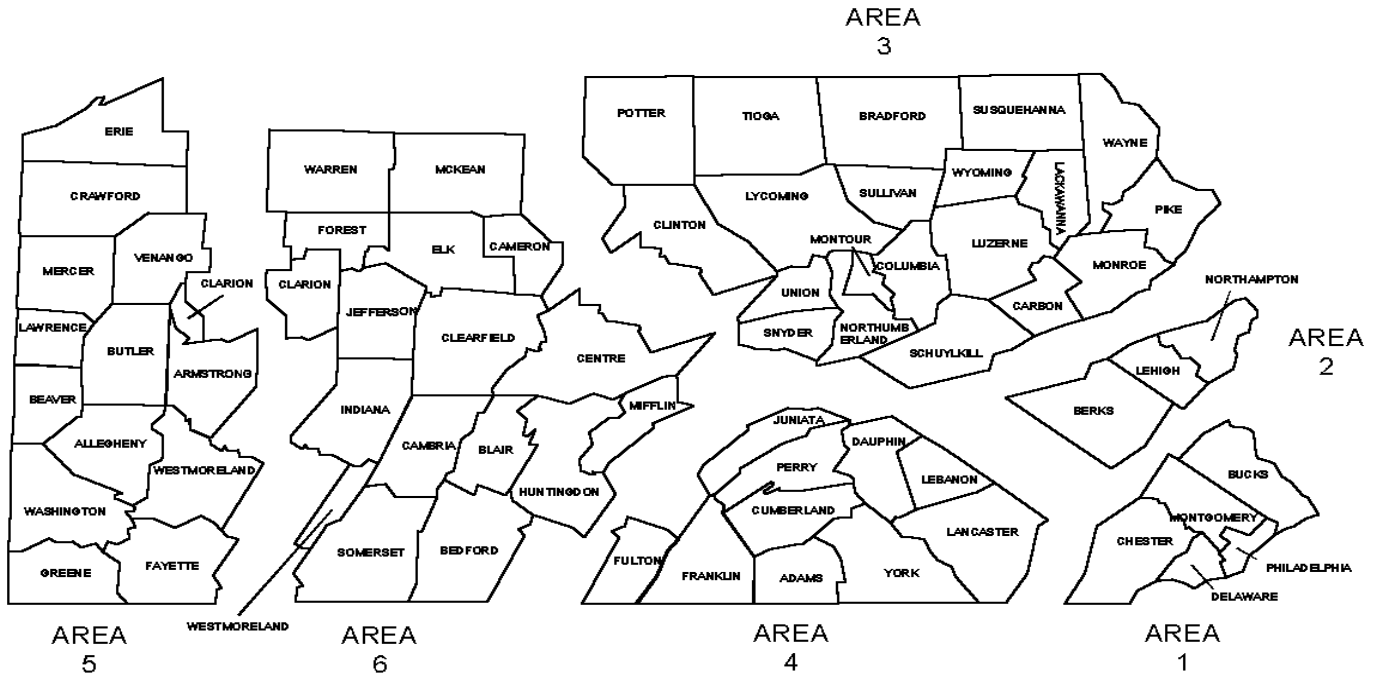 AREA
3
POTTER
TIOGA
BRADFORD
SUSQUEHANNA
WAYNE
WYOMING
LACKAWANNA
LYCOMING
SULLIVAN
CLINTON
PIKE
MONTOUR
COLUMBIA
LUZERNE
MONROE
UNION
CARBON
SNYDER
NORTHUMB
ERLAND
SCHUYLKILL
ERIE
CRAWFORD
MERCER
VENANGO
CLARION
LAWRENCE
BUTLER
ARMSTRONG
BEAVER
ALLEGHENY
WESTMORELAND
WASHINGTON
GREENE
FAYETTE
AREA
5
WARREN
MCKEAN
FOREST
ELK
CAMERON
CLARION
JEFFERSON
CLEARFIELD
CENTRE
INDIANA
MIFFLIN
CAMBRIA
BLAIR
HUNTINGDON
SOMERSET
BEDFORD
WESTMORELAND
AREA
6
JUNIATA
DAUPHIN
PERRY
LEBANON
CUMBERLAND
LANCASTER
FULTON
FRANKLIN
ADAMS
YORK
AREA
4
NORTHAMPTON
LEHIGH
BERKS
AREA
2
BUCKS
MONTGOMERY
CHESTER
PHILADELPHIA
DELAWARE
AREA
1